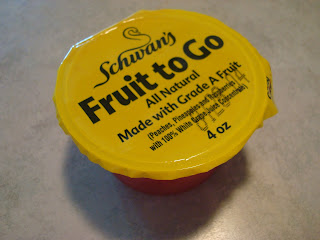 Schwan's
Fruit to Go
All Natural
Made with Grade A Fruit
(Peaches, Pineapples and Raspberries
with 100% White Grape Juice Concentrate)
4 oz